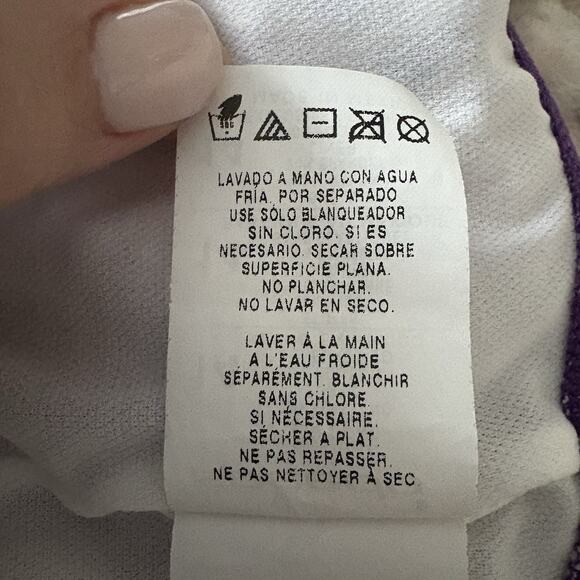 30C
LAVADO A MANO CON AGUA
FRÍA. POR SEPARADO
USE SÓLO BLANQUEADOR
SIN CLORO. SI ES
NECESARIO. SECAR SOBRE
SUPERFICIE PLANA.
NO PLANCHAR.
NO LAVAR EN SECO.
LAVER À LA MAIN
A L'EAU FROIDE
SÉPARÉMENT. BLANCHIR
SANS CHLORE.
SI NÉCESSAIRE.
SÉCHER A PLAT.
NE PAS REPASSER.
NE PAS NETTOYER À SEC